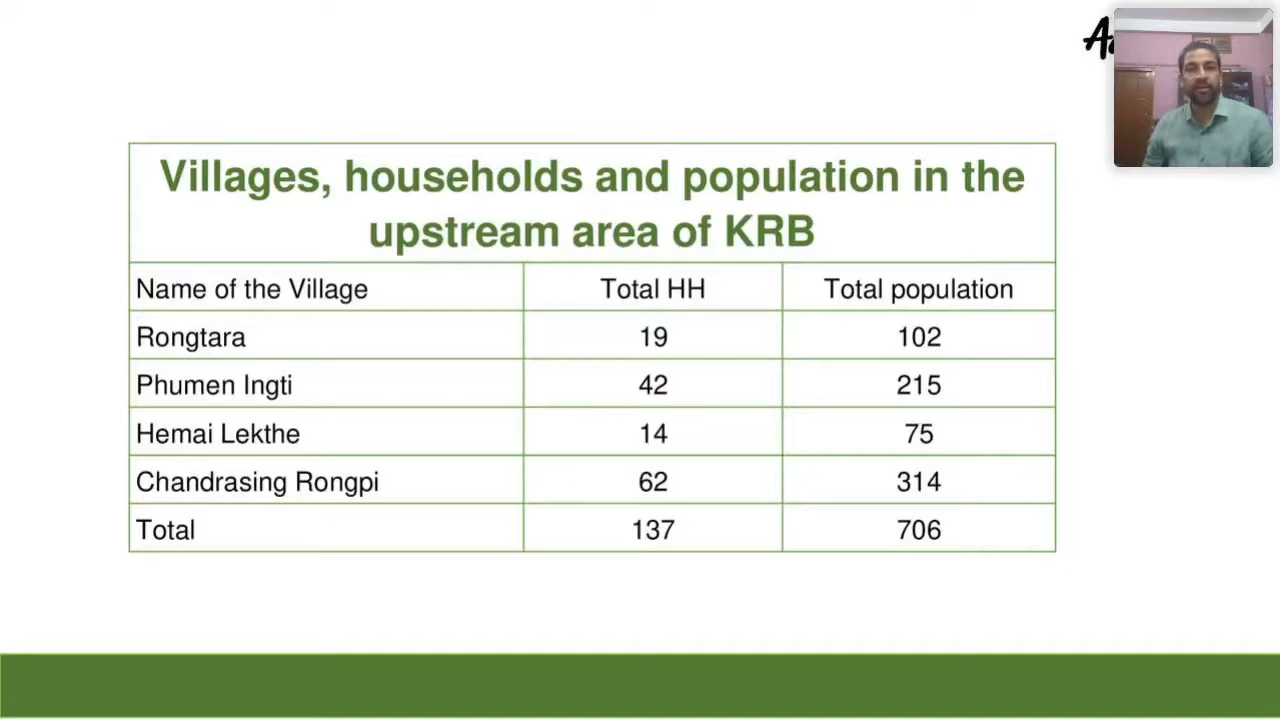 Villages, households and population in the
upstream area of KRB
Name of the Village Total HH Total population
Rongtara 19 102
Phumen Ingti 42 215
Hemai Lekthe 14 75
Chandrasing Rongpi 62 314
Total 137 706